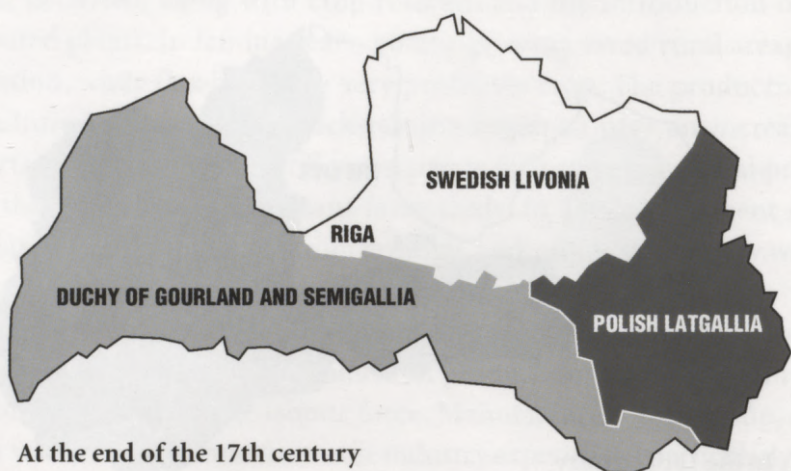 SWEDISH LIVONIA
RIGA
DUCHY OF GOURLAND AND SEMIGALLIA
POLISH LATGALLIA
At the end of the 17th century